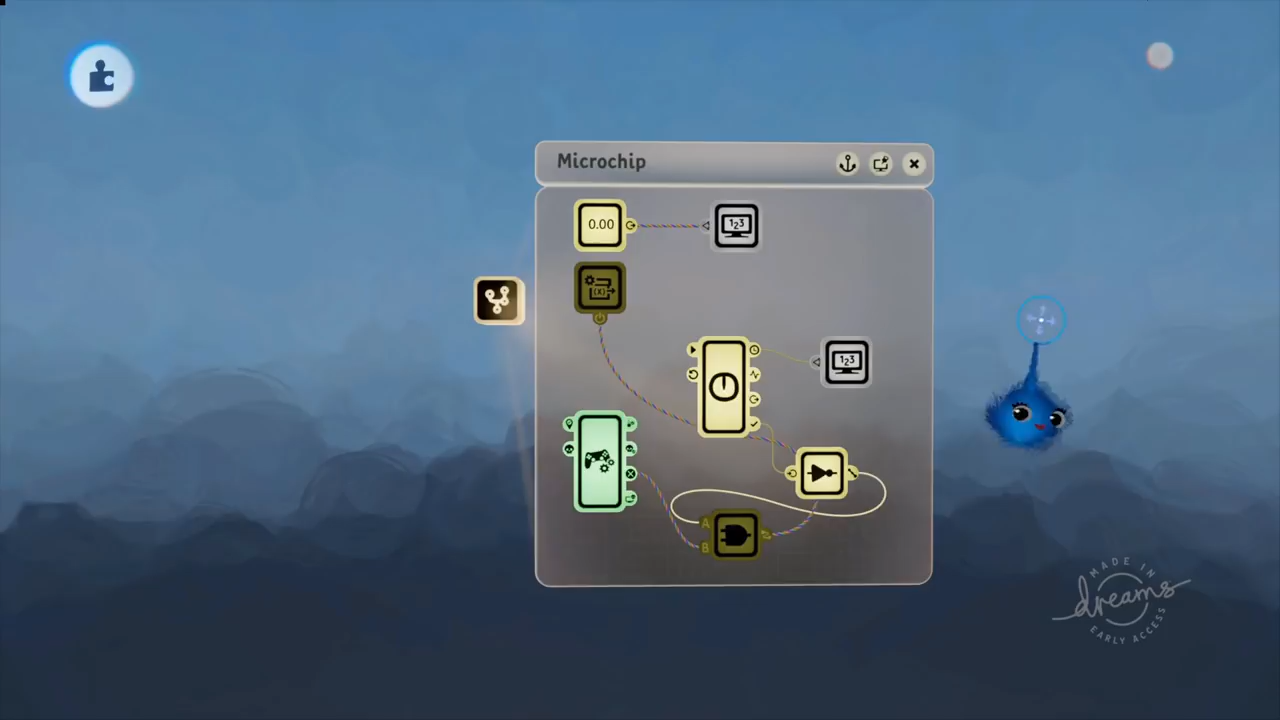 Microchip
0.00
123
(X)
123
A
B
MADE IN
dreams
EARLY ACCESS